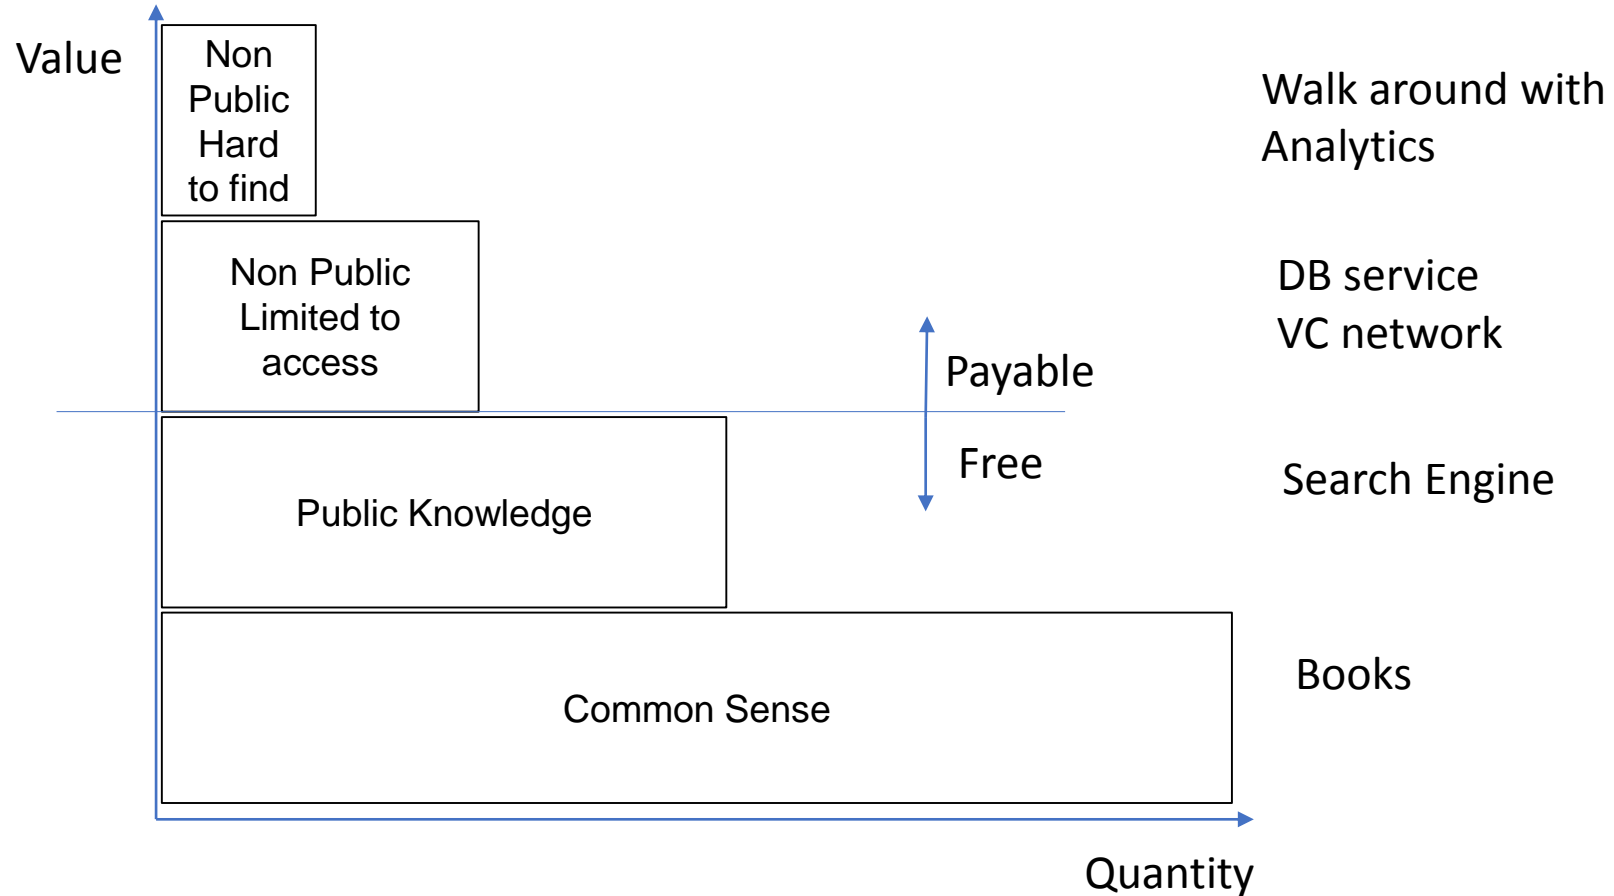 Value
Non
Public
Hard
to find
Walk around with
Analytics
Non Public
Limited to
access
DB service
VC network
Payable
Free
Public Knowledge
Search Engine
Common Sense
Books
Quantity